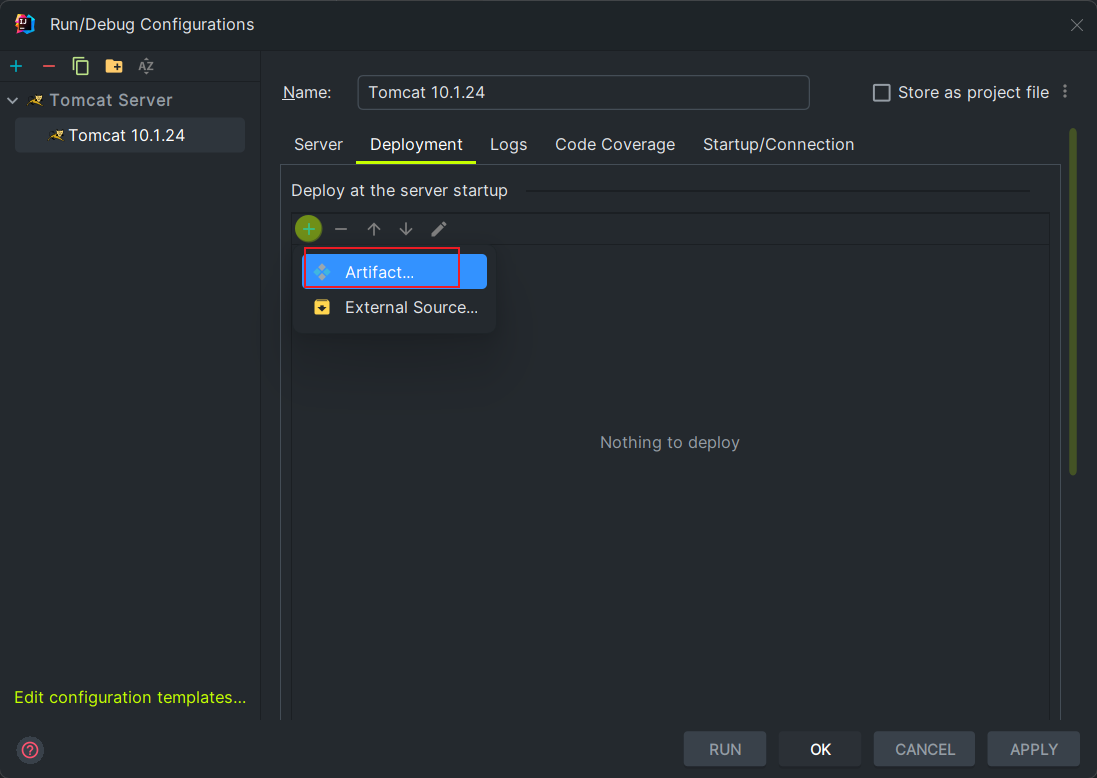 Run/Debug Configurations
Tomcat Server
Tomcat 10.1.24
Name: Tomcat 10.1.24 Store as project file
Server Deployment Logs Code Coverage Startup/Connection
Deploy at the server startup
Artifact...
External Source...
Nothing to deploy
Edit configuration templates...
RUN OK CANCEL APPLY